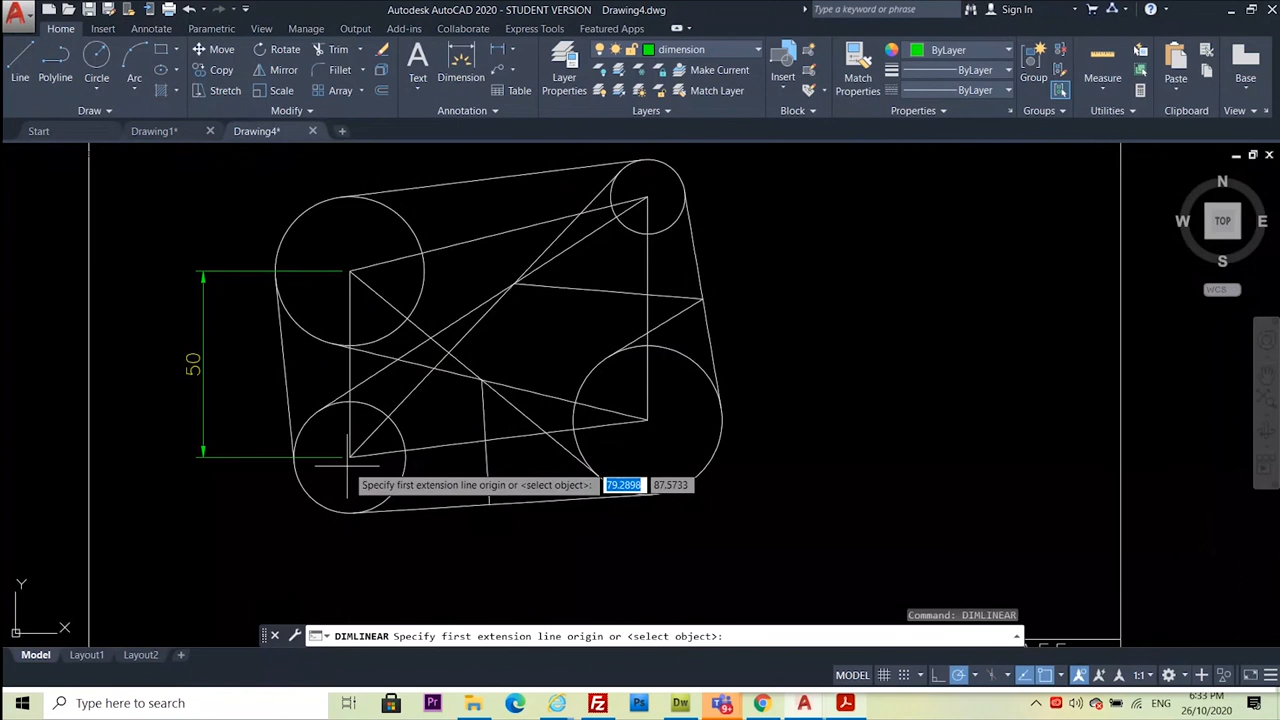 Autodesk AutoCAD 2020 - STUDENT VERSION Drawing4.dwg
Type a keyword or phrase
Sign In
Home Insert Annotate Parametric View Manage Output Add-ins Collaborate Express Tools Featured Apps
Line Polyline Circle Arc
Move Rotate Trim
Copy Mirror Fillet
Stretch Scale Array
Text Dimension Table
Layer Properties
dimension
Make Current
Match Layer
Insert
Match Properties
ByLayer
ByLayer
ByLayer
Group Measure Paste Base
Draw Modify Annotation Layers Block Properties Groups Utilities Clipboard View
Start Drawing1* Drawing4*
N
W TOP E
S
WCS
50
Specify first extension line origin or <select object>: 79.2898 87.5733
Y
X
Command: DIMLINEAR
DIMLINEAR Specify first extension line origin or <select object>:
Model Layout1 Layout2
MODEL 1:1
Type here to search
ENG
6:33 PM
26/10/2020